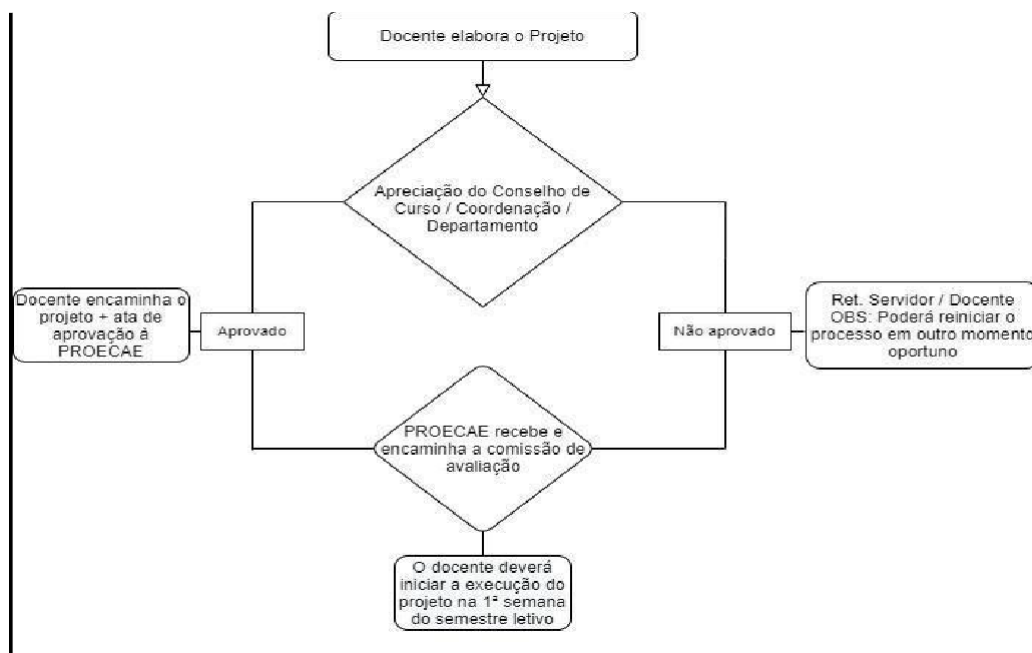 Docente elabora o Projeto
Apreciação do Conselho de
Curso / Coordenação /
Departamento
Docente encaminha o
projeto + ata de
aprovação à
PROECAE
Aprovado
Não aprovado
Ret. Servidor / Docente
OBS: Poderá reiniciar o
processo em outro momento
oportuno
PROECAE recebe e
encaminha a comissão de
avaliação
O docente deverá
iniciar a execução do
projeto na 1ª semana
do semestre letivo